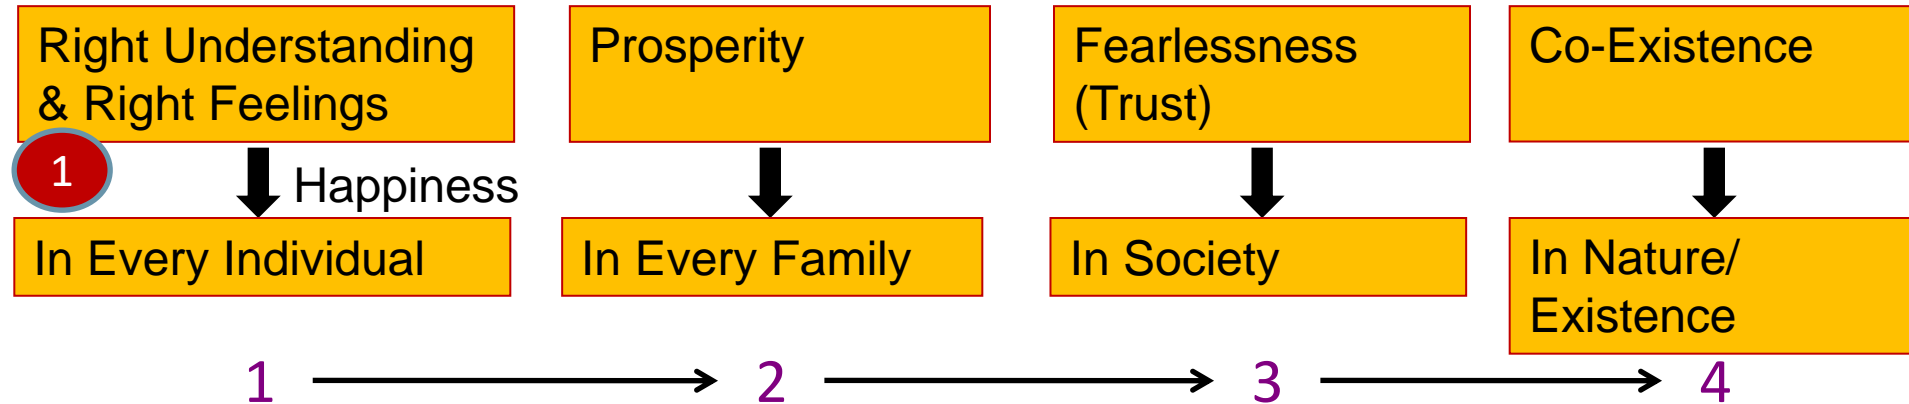 Right Understanding
& Right Feelings
Prosperity
Fearlessness
(Trust)
Co-Existence
1
Happiness
In Every Individual
In Every Family
In Society
In Nature/
Existence
1
2
3
4